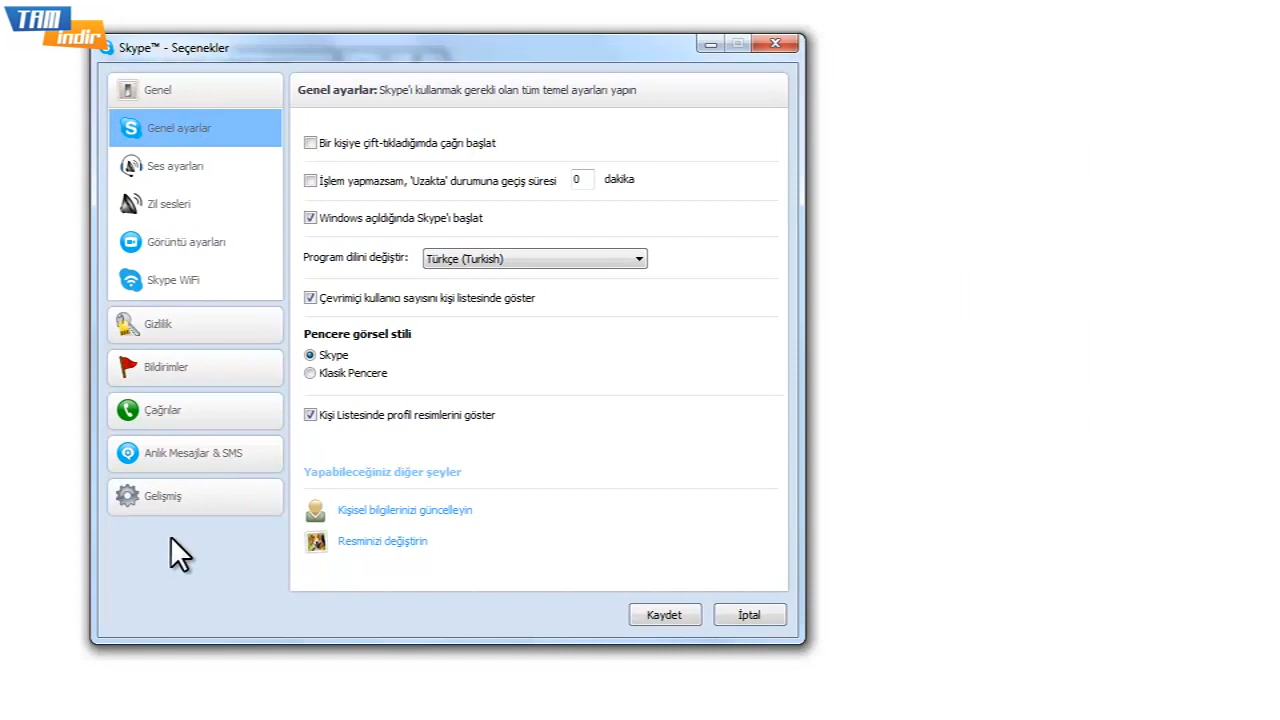 TAM
indir
Skype™ - Seçenekler
Genel
Genel ayarlar
Ses ayarları
Zil sesleri
Görüntü ayarları
Skype WiFi
Gizlilik
Bildirimler
Çağrılar
Anlık Mesajlar & SMS
Gelişmiş
Genel ayarlar: Skype'ı kullanmak gerekli olan tüm temel ayarları yapın
Bir kişiye çift-tıkladığımda çağrı başlat
İşlem yapmazsam, 'Uzakta' durumuna geçiş süresi 0 dakika
Windows açıldığında Skype'ı başlat
Program dilini değiştir: Türkçe (Turkish)
Çevrimiçi kullanıcı sayısını kişi listesinde göster
Pencere görsel stili
Skype
Klasik Pencere
Kişi Listesinde profil resimlerini göster
Yapabileceğiniz diğer şeyler
Kişisel bilgilerinizi güncelleyin
Resminizi değiştirin
Kaydet
İptal